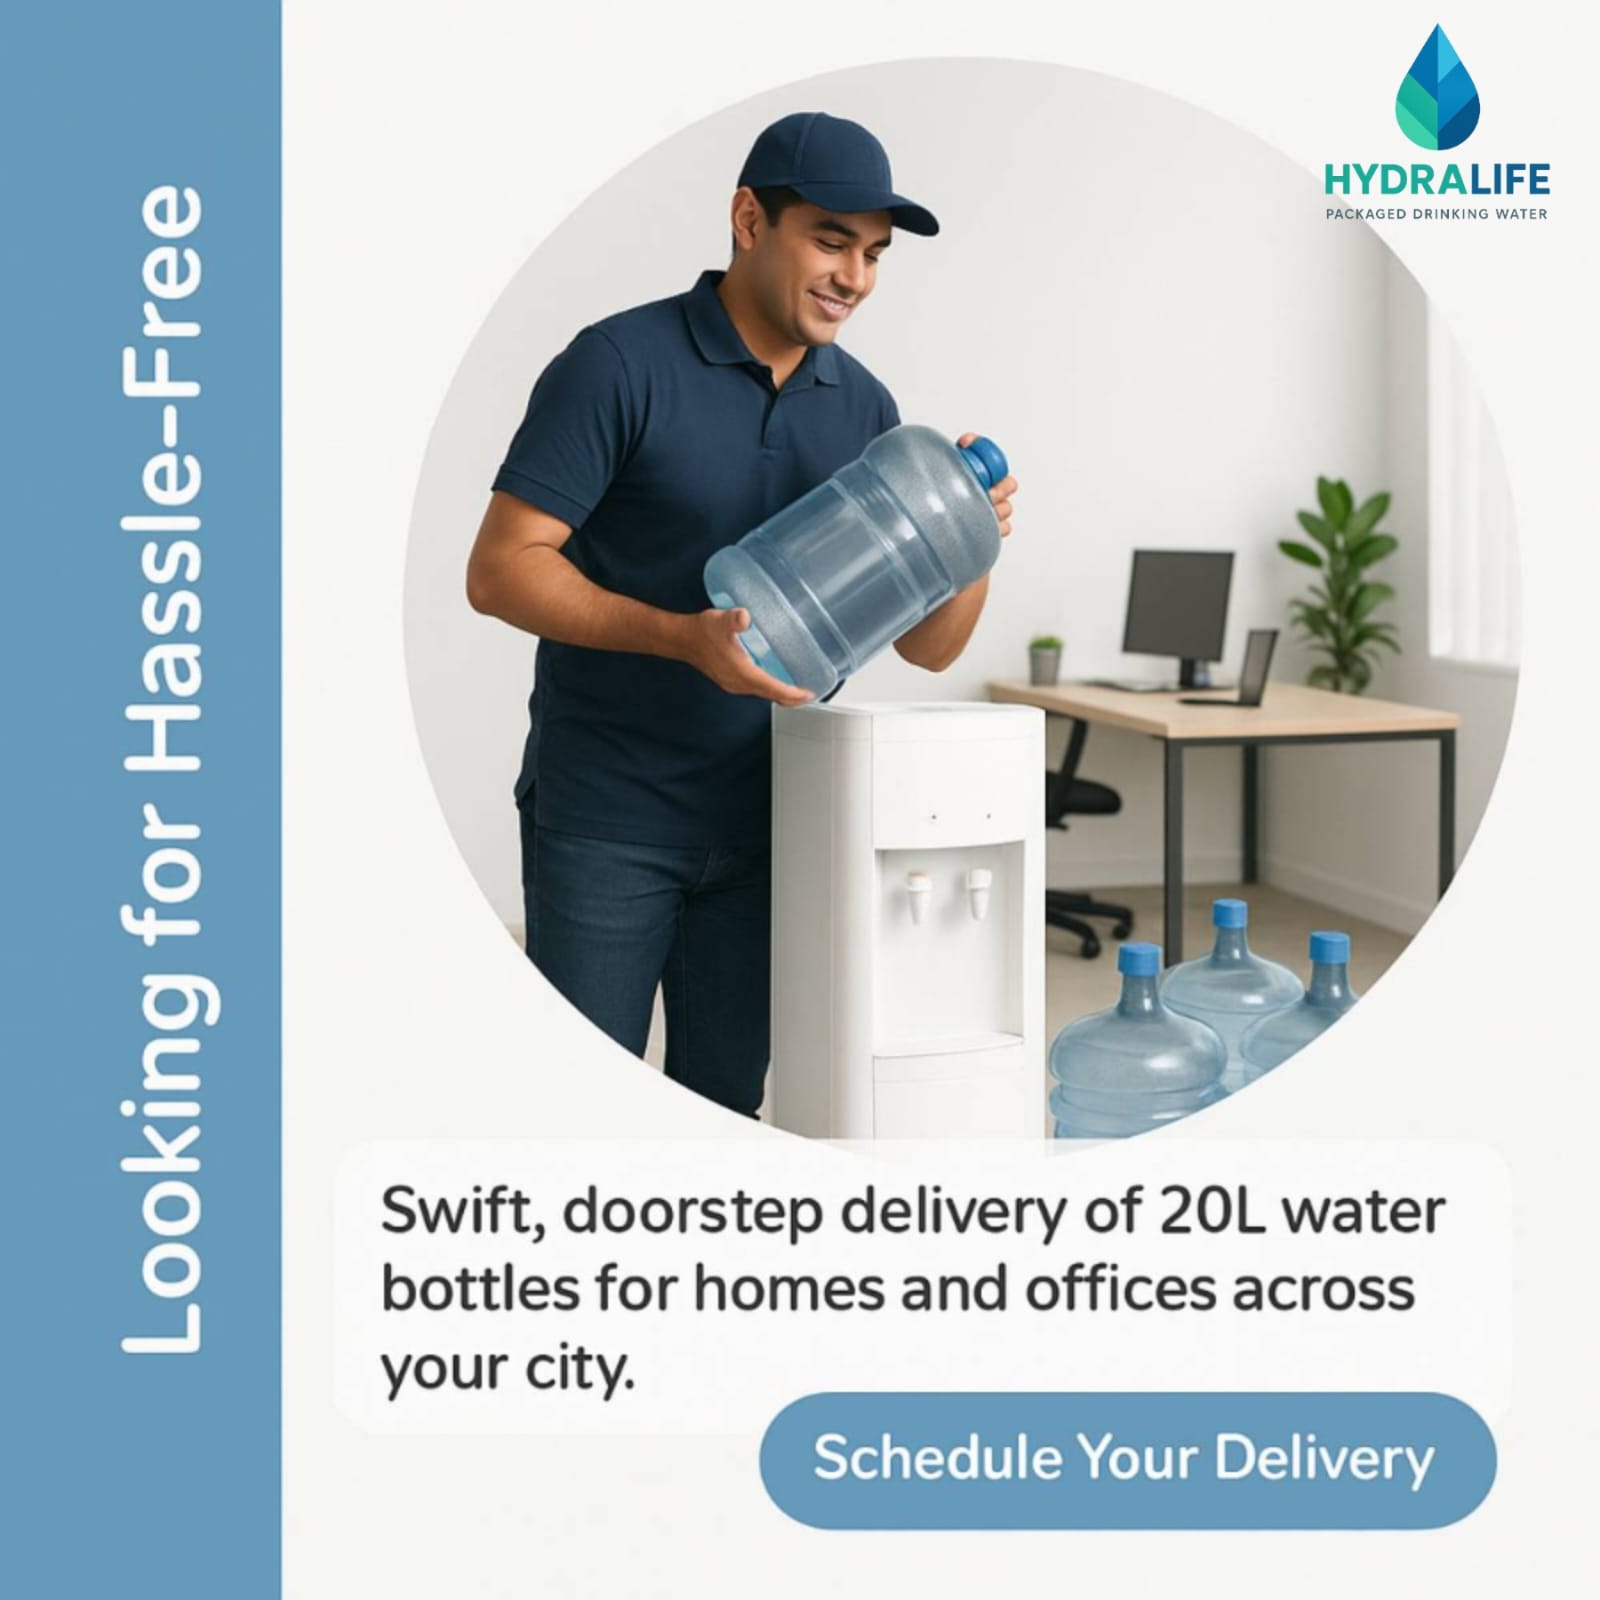 Looking for Hassle-Free
HYDRALIFE
PACKAGED DRINKING WATER
Swift, doorstep delivery of 20L water
bottles for homes and offices across
your city.
Schedule Your Delivery